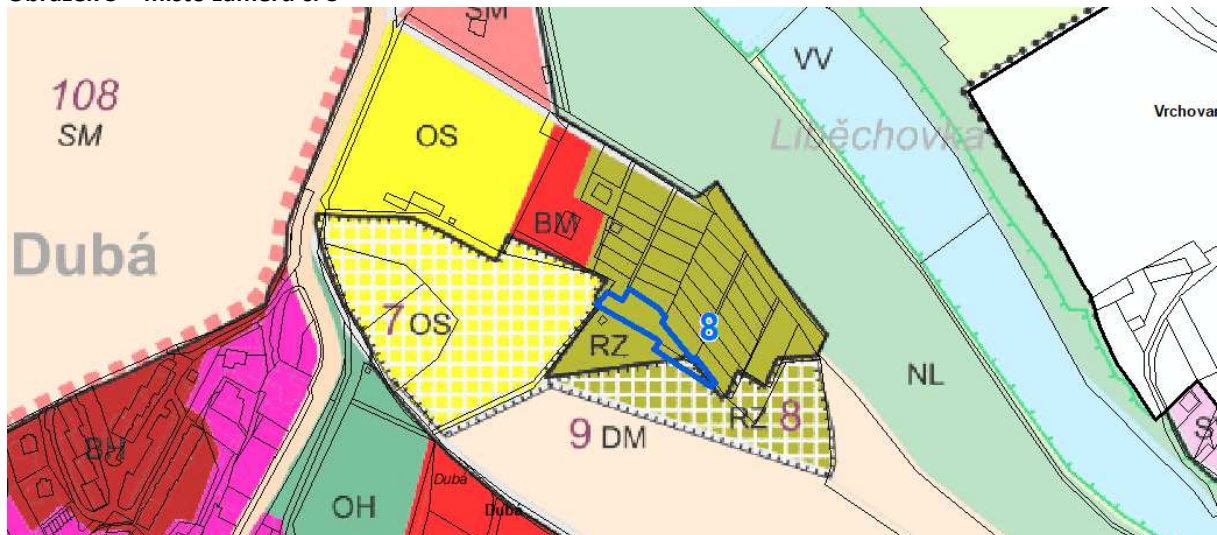 SM
VV
108
SM
OS
Vrchovan
Liběchovka
BM
Dubá
7 OS
8
RZ
NL
RZ 8
9 DM
BH
OH
Dubá
Dubá